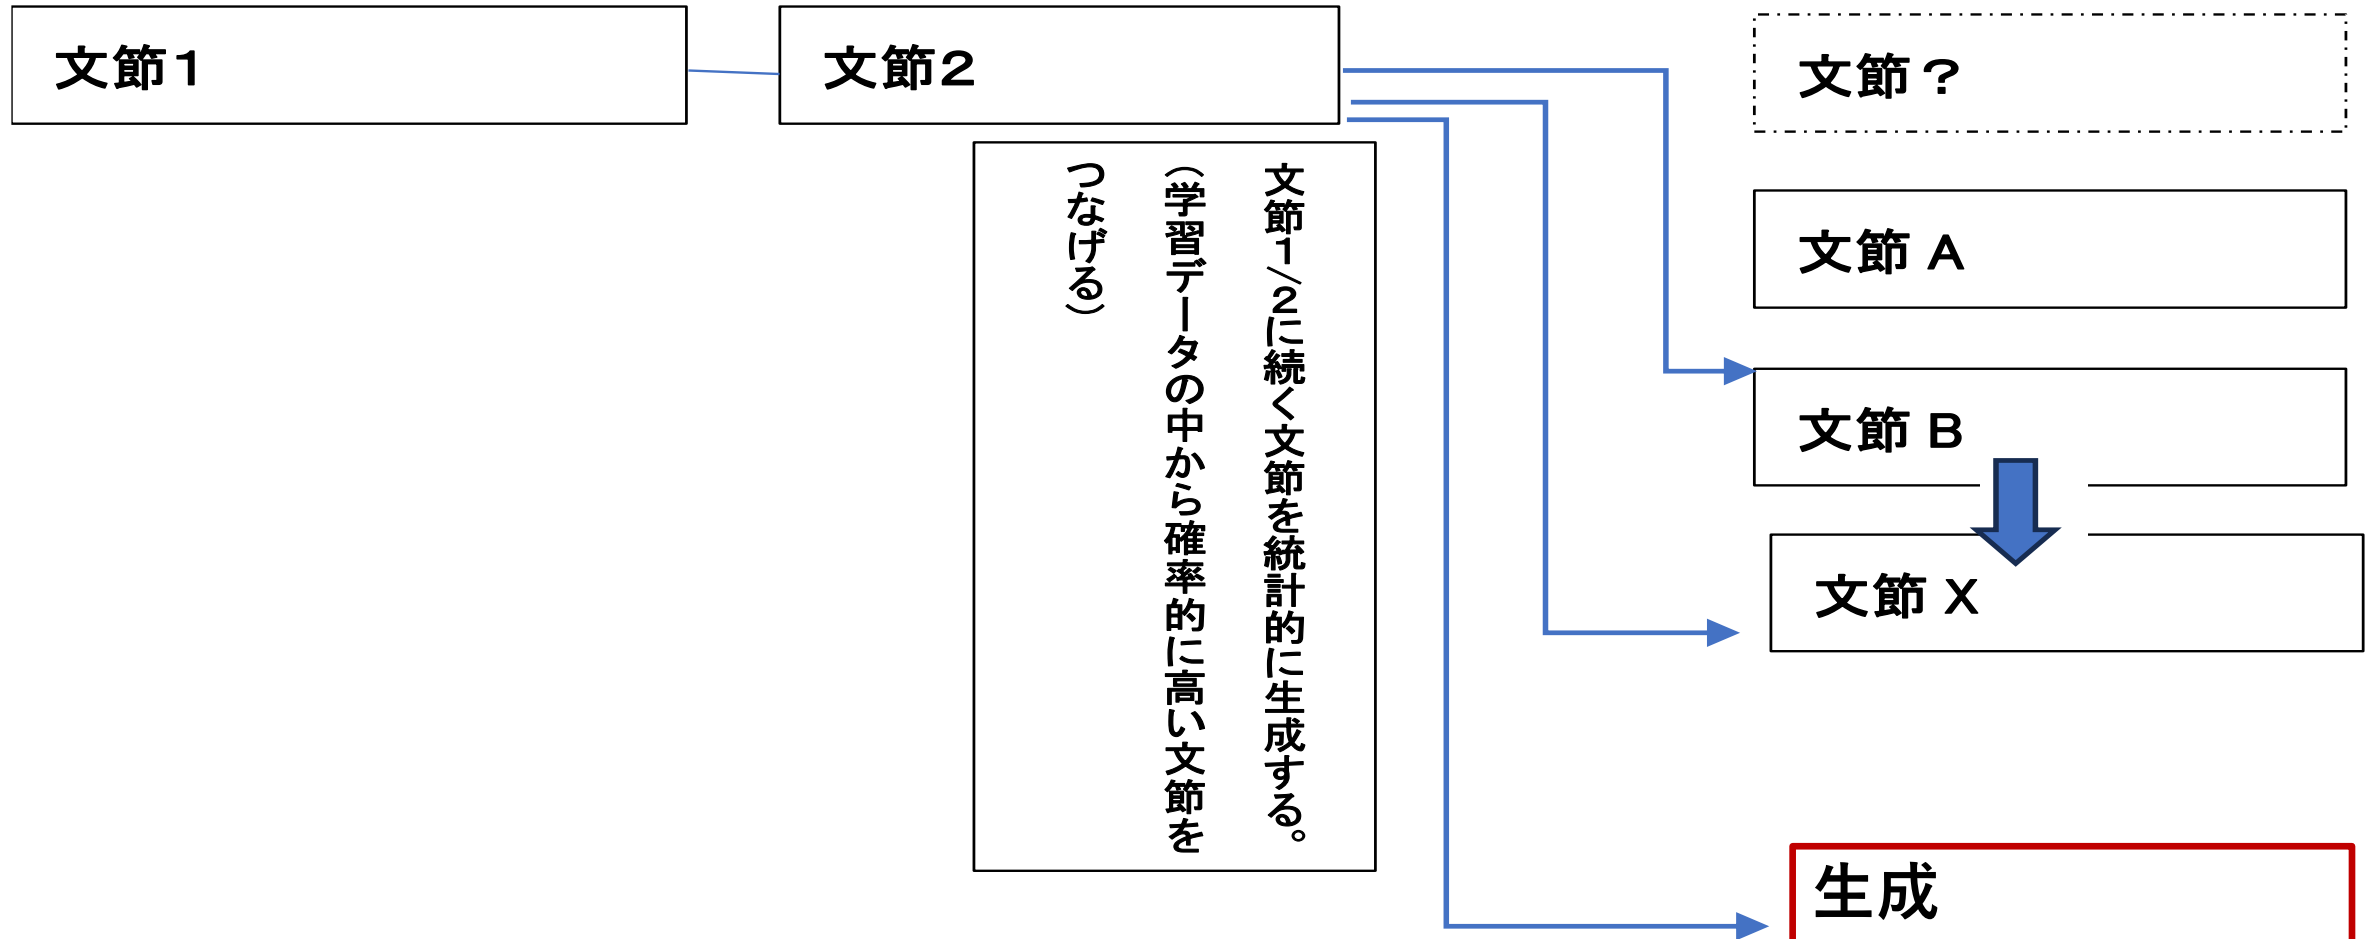 文節1
文節2
文節1/2に続く文節を統計的に生成する。
（学習データの中から確率的に高い文節を
つなげる）
文節?
文節 A
文節 B
文節 X
生成